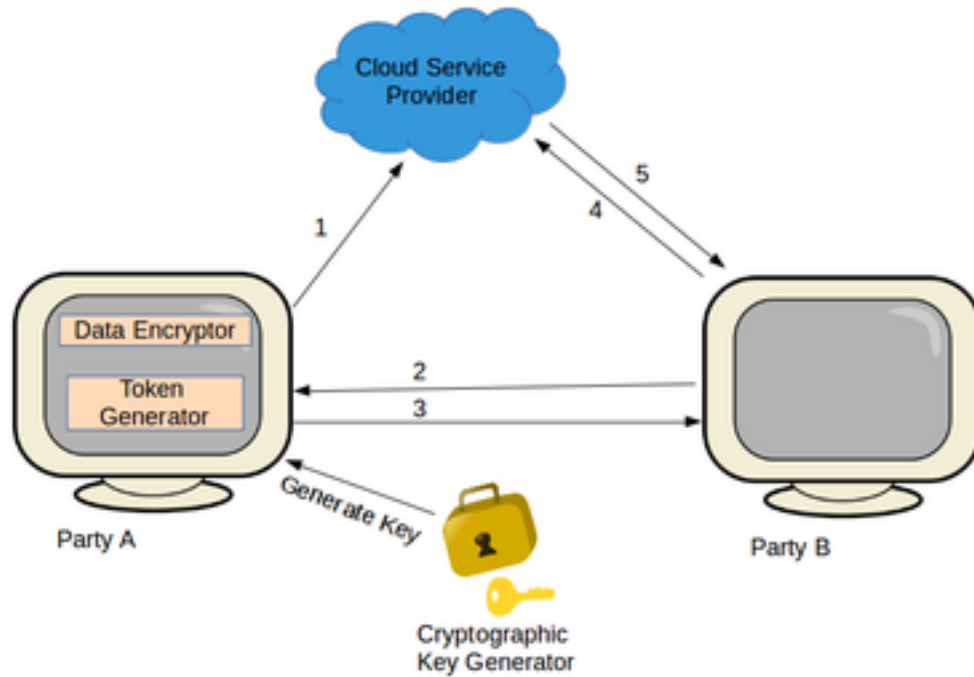 Cloud Service
Provider
1
5
4
Data Encryptor
Token
Generator
2
3
Generate Key
Party A
Party B
Cryptographic
Key Generator